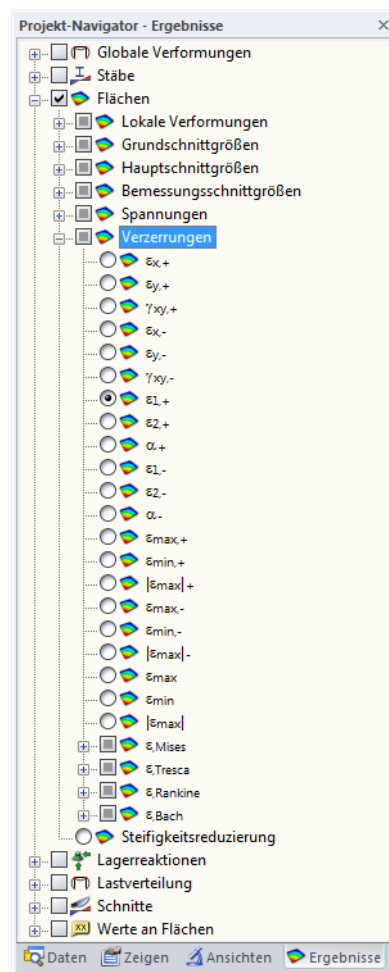 Projekt-Navigator - Ergebnisse
Globale Verformungen
Stäbe
Flächen
Lokale Verformungen
Grundschnittgrößen
Hauptschnittgrößen
Bemessungsschnittgrößen
Spannungen
Verzerrungen
εx,+
εy,+
γxy,+
εx,-
εy,-
γxy,-
ε1,+
ε2,+
α,+
ε1,-
ε2,-
α,-
εmax,+
εmin,+
|εmax|+
εmax,-
εmin,-
|εmax|-
εmax
εmin
|εmax|
ε,Mises
ε,Tresca
ε,Rankine
ε,Bach
Steifigkeitsreduzierung
Lagerreaktionen
Lastverteilung
Schnitte
xx Werte an Flächen
Daten Zeigen Ansichten Ergebnisse